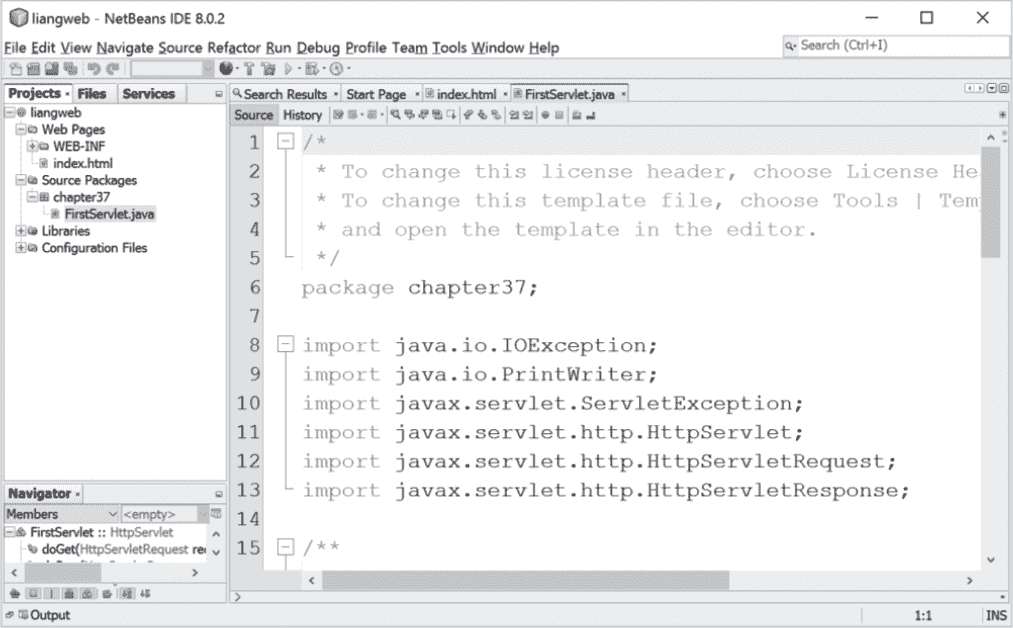 liangweb - NetBeans IDE 8.0.2
File Edit View Navigate Source Refactor Run Debug Profile Team Tools Window Help
Search (Ctrl+I)
Projects Files Services
liangweb
Web Pages
WEB-INF
index.html
Source Packages
chapter37
FirstServlet.java
Libraries
Configuration Files
Navigator
Members <empty>
FirstServlet :: HttpServlet
doGet(HttpServletRequest re
Search Results Start Page index.html FirstServlet.java
Source History
1 /*
2 * To change this license header, choose License He
3 * To change this template file, choose Tools | Tem
4 * and open the template in the editor.
5 */
6 package chapter37;
7
8 import java.io.IOException;
9 import java.io.PrintWriter;
10 import javax.servlet.ServletException;
11 import javax.servlet.http.HttpServlet;
12 import javax.servlet.http.HttpServletRequest;
13 import javax.servlet.http.HttpServletResponse;
14
15 /**
Output
1:1 INS